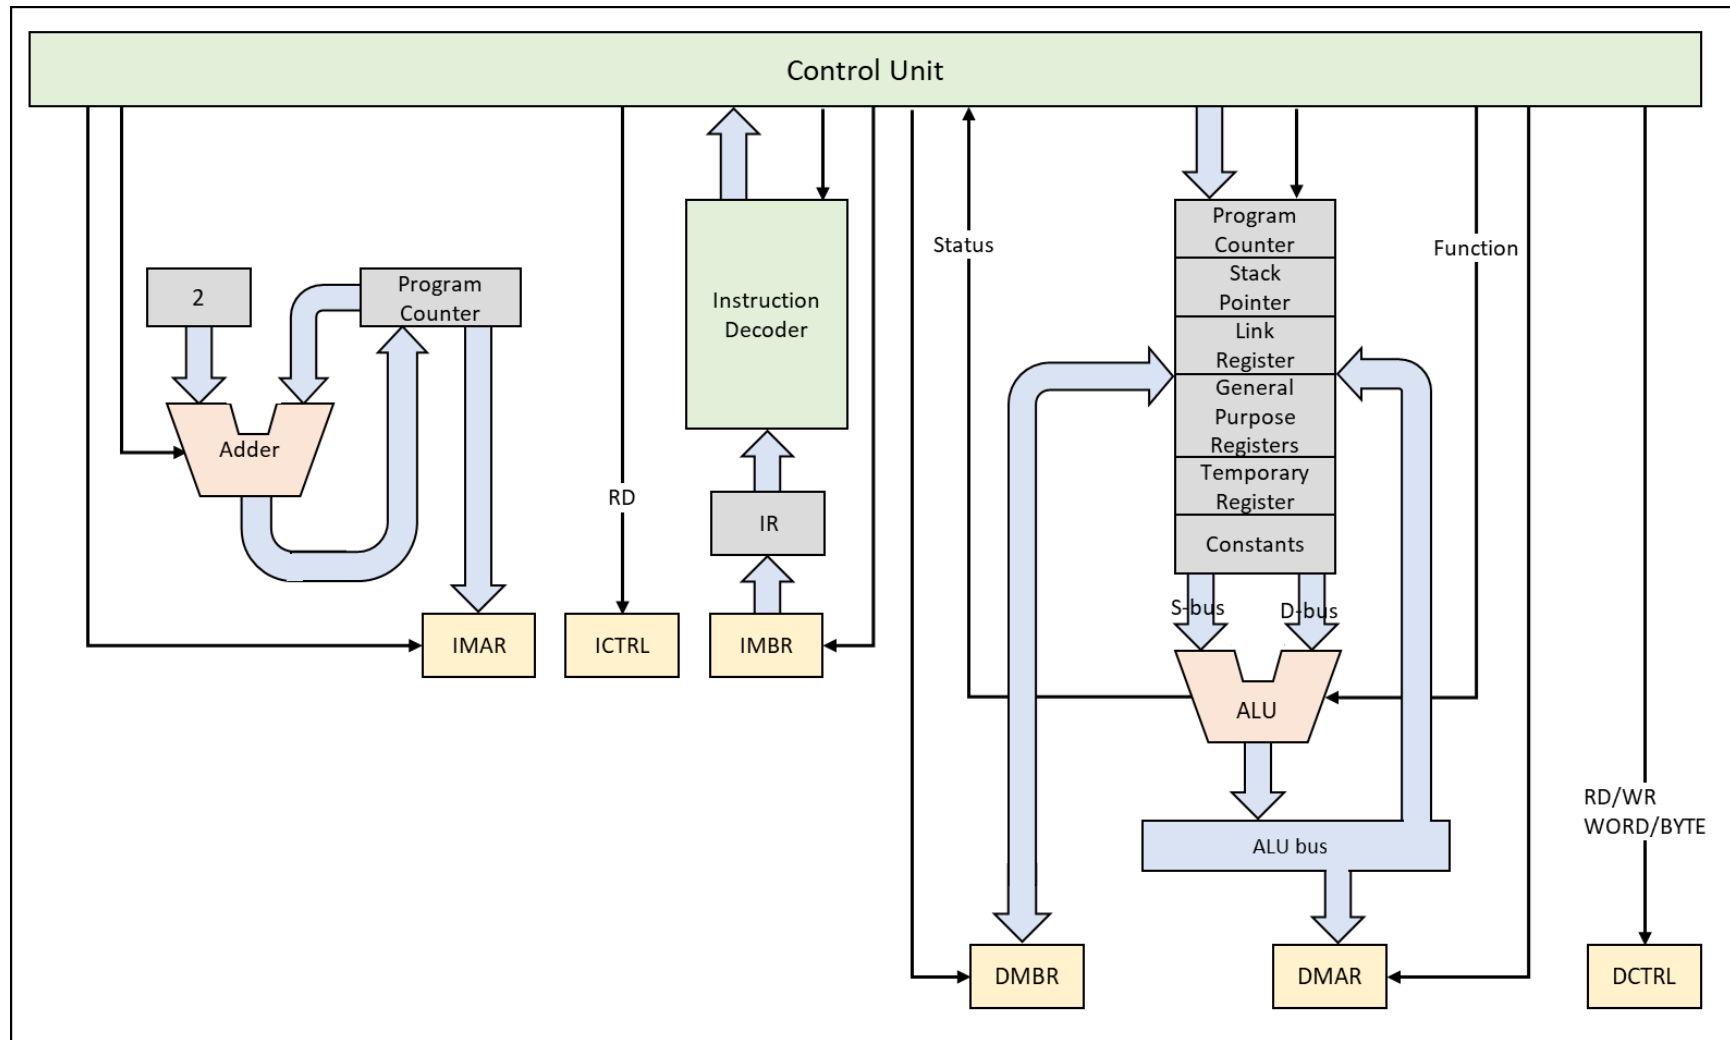 Control Unit
Program
Counter
Status
Function
Stack
Pointer
2
Program
Counter
Instruction
Decoder
Link
Register
General
Purpose
Registers
Adder
Temporary
Register
RD
IR
Constants
S-bus
D-bus
IMAR
ICTRL
IMBR
ALU
RD/WR
WORD/BYTE
ALU bus
DMBR
DMAR
DCTRL